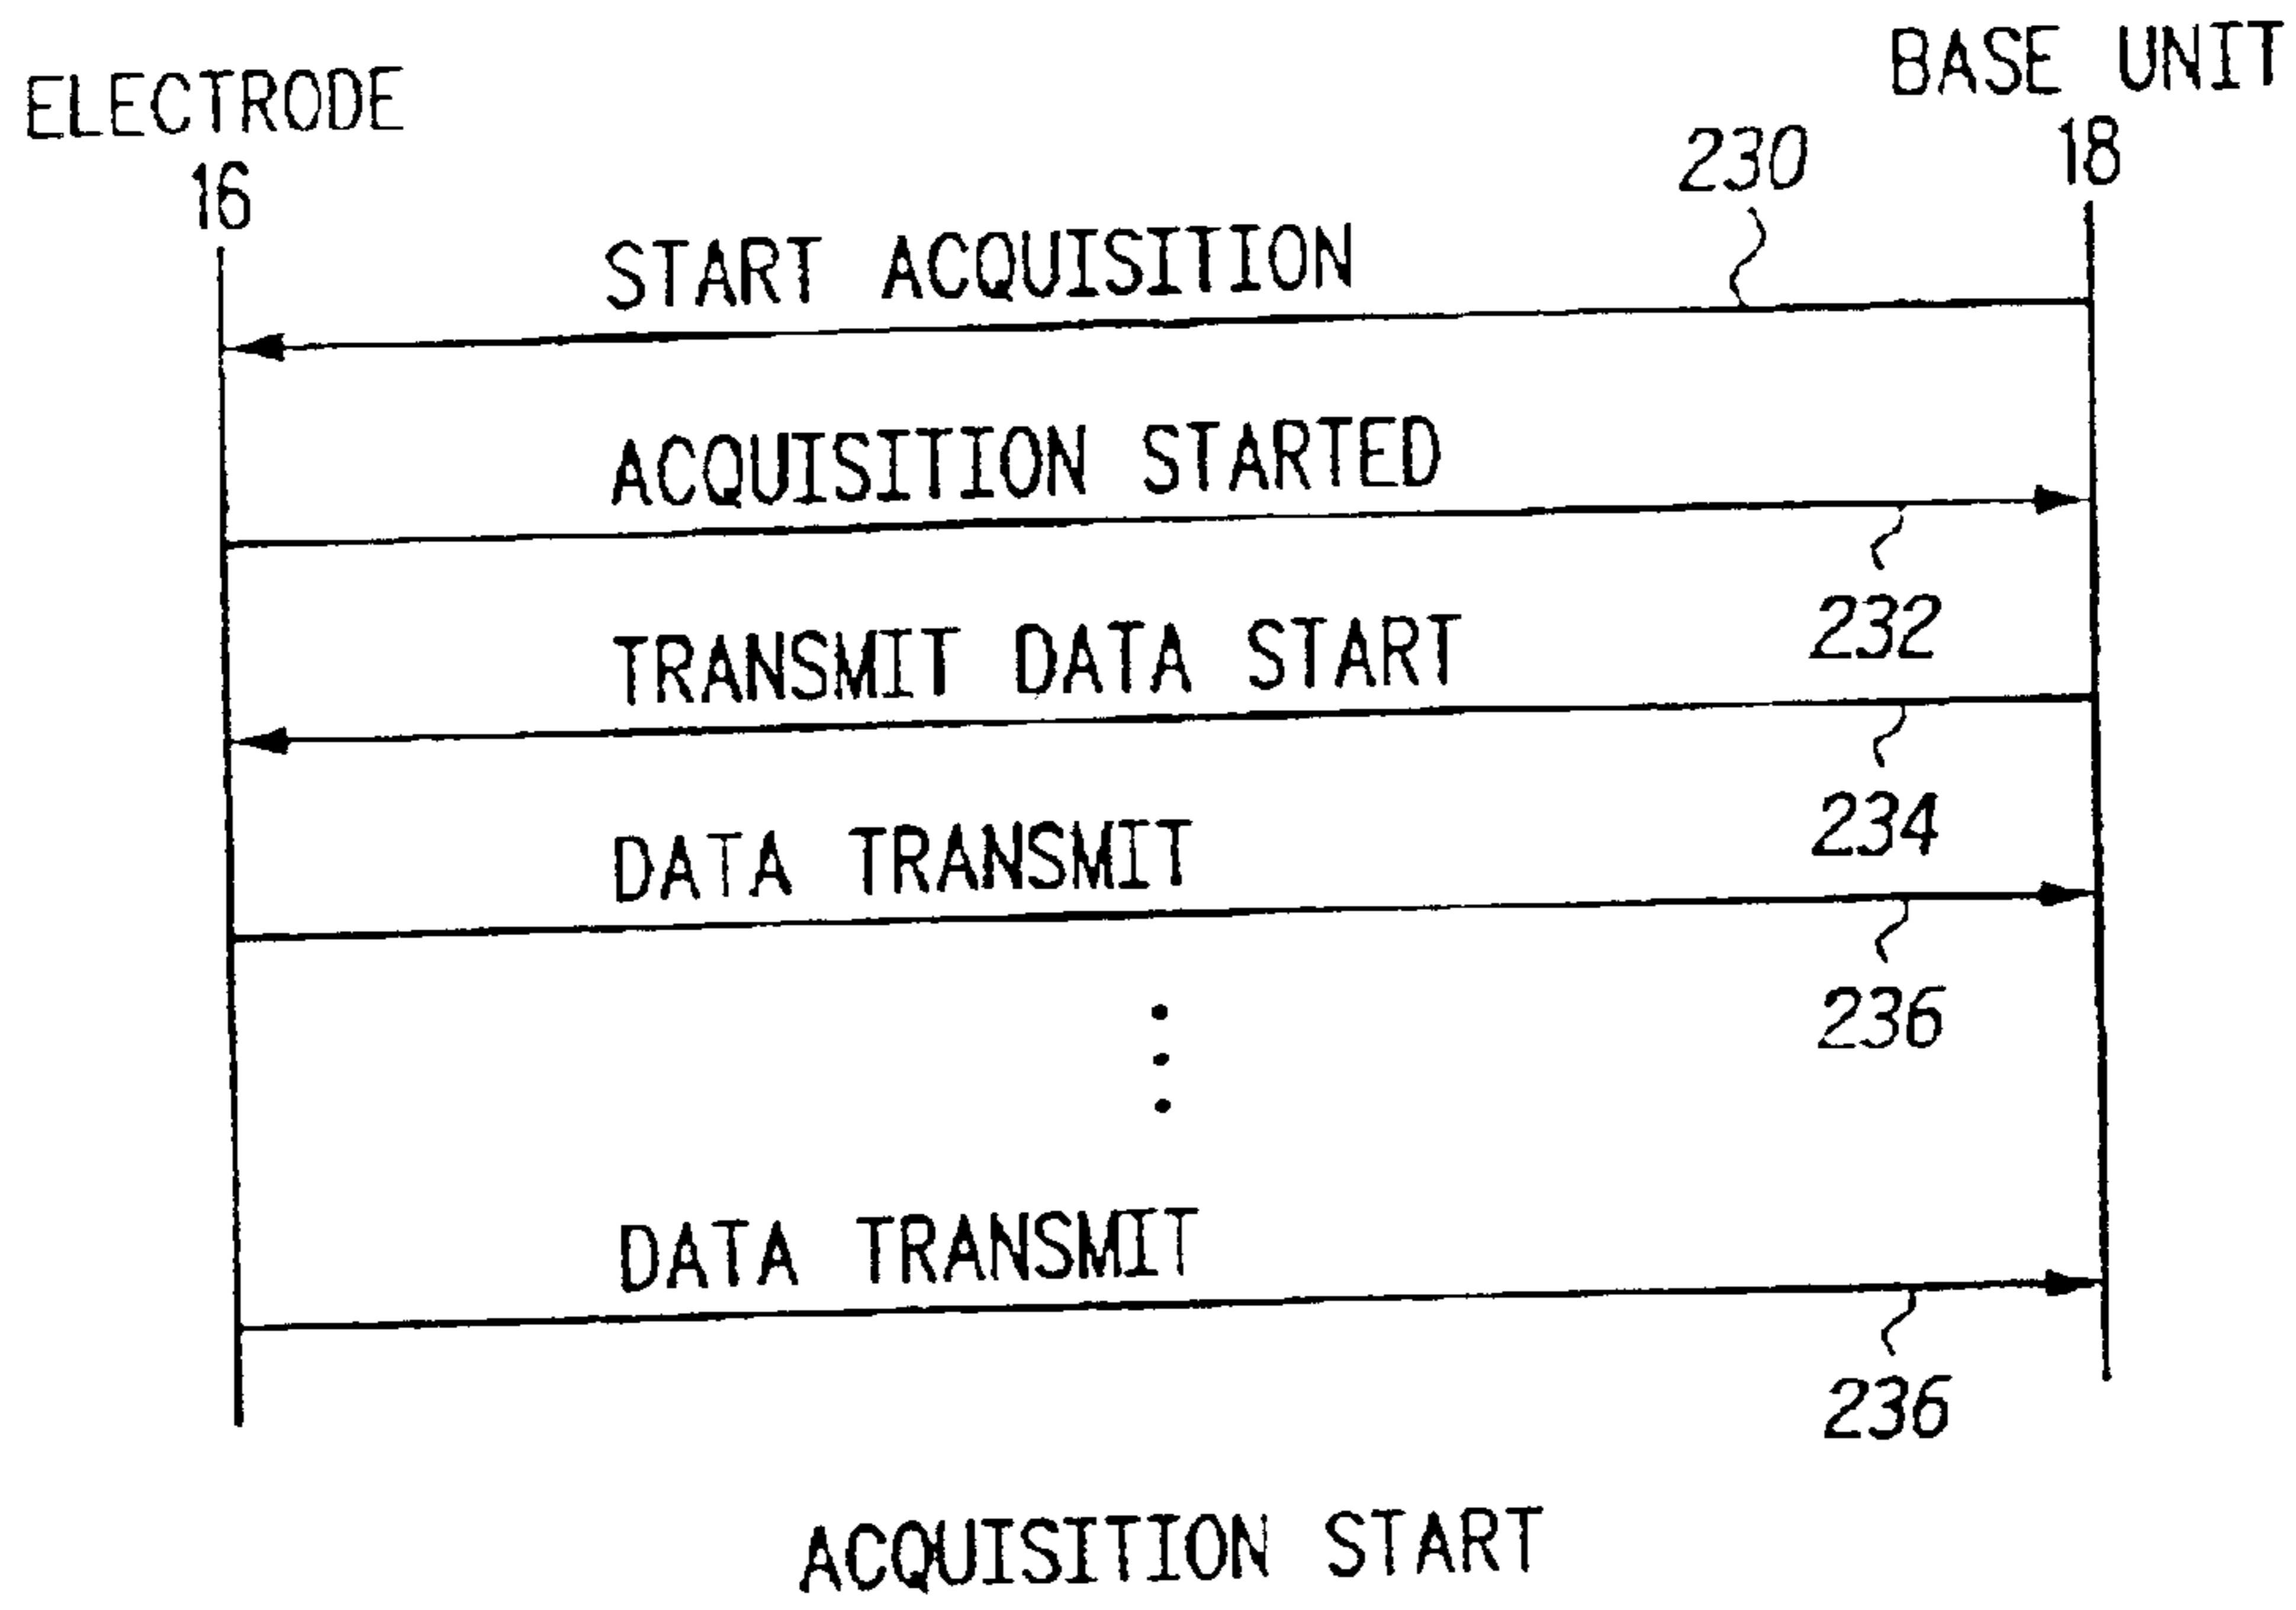 ELECTRODE
16
BASE UNIT
18
230
START ACQUISITION
ACQUISITION STARTED
232
TRANSMIT DATA START
234
DATA TRANSMIT
236
DATA TRANSMIT
236
ACQUISITION START